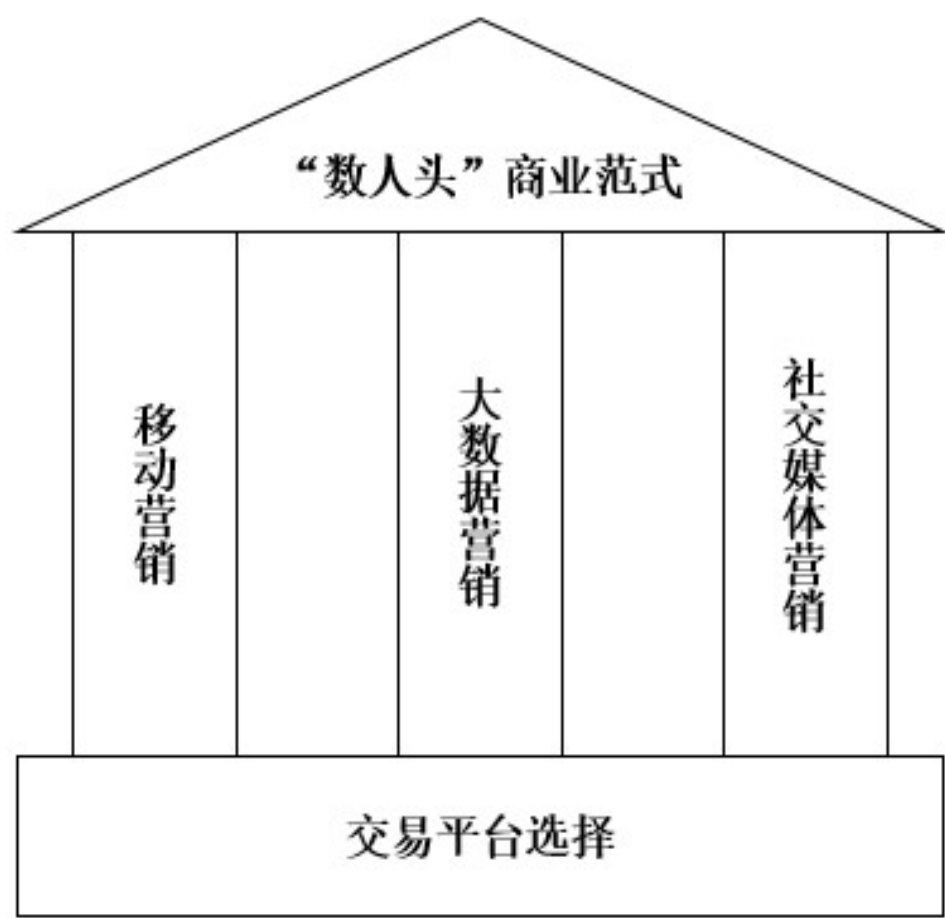 “数人头”商业范式
移动营销
大数据营销
社交媒体营销
交易平台选择